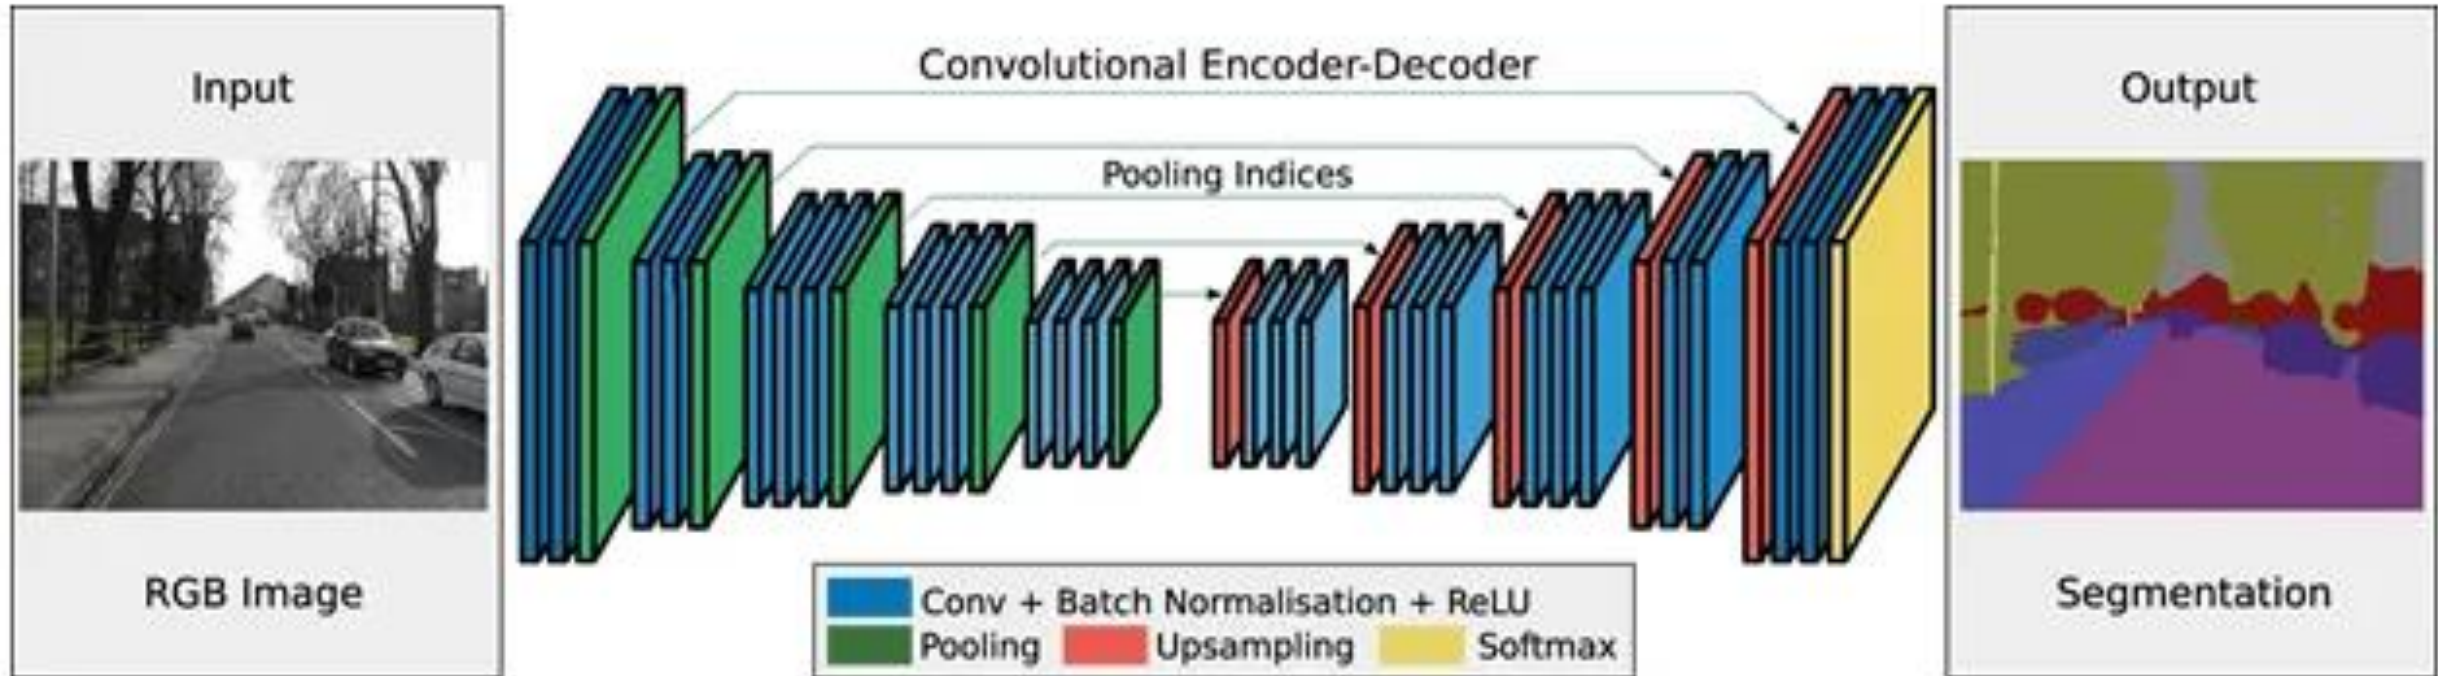 Input
RGB Image
Convolutional Encoder-Decoder
Pooling Indices
Conv + Batch Normalisation + ReLU
Pooling Upsampling Softmax
Output
Segmentation